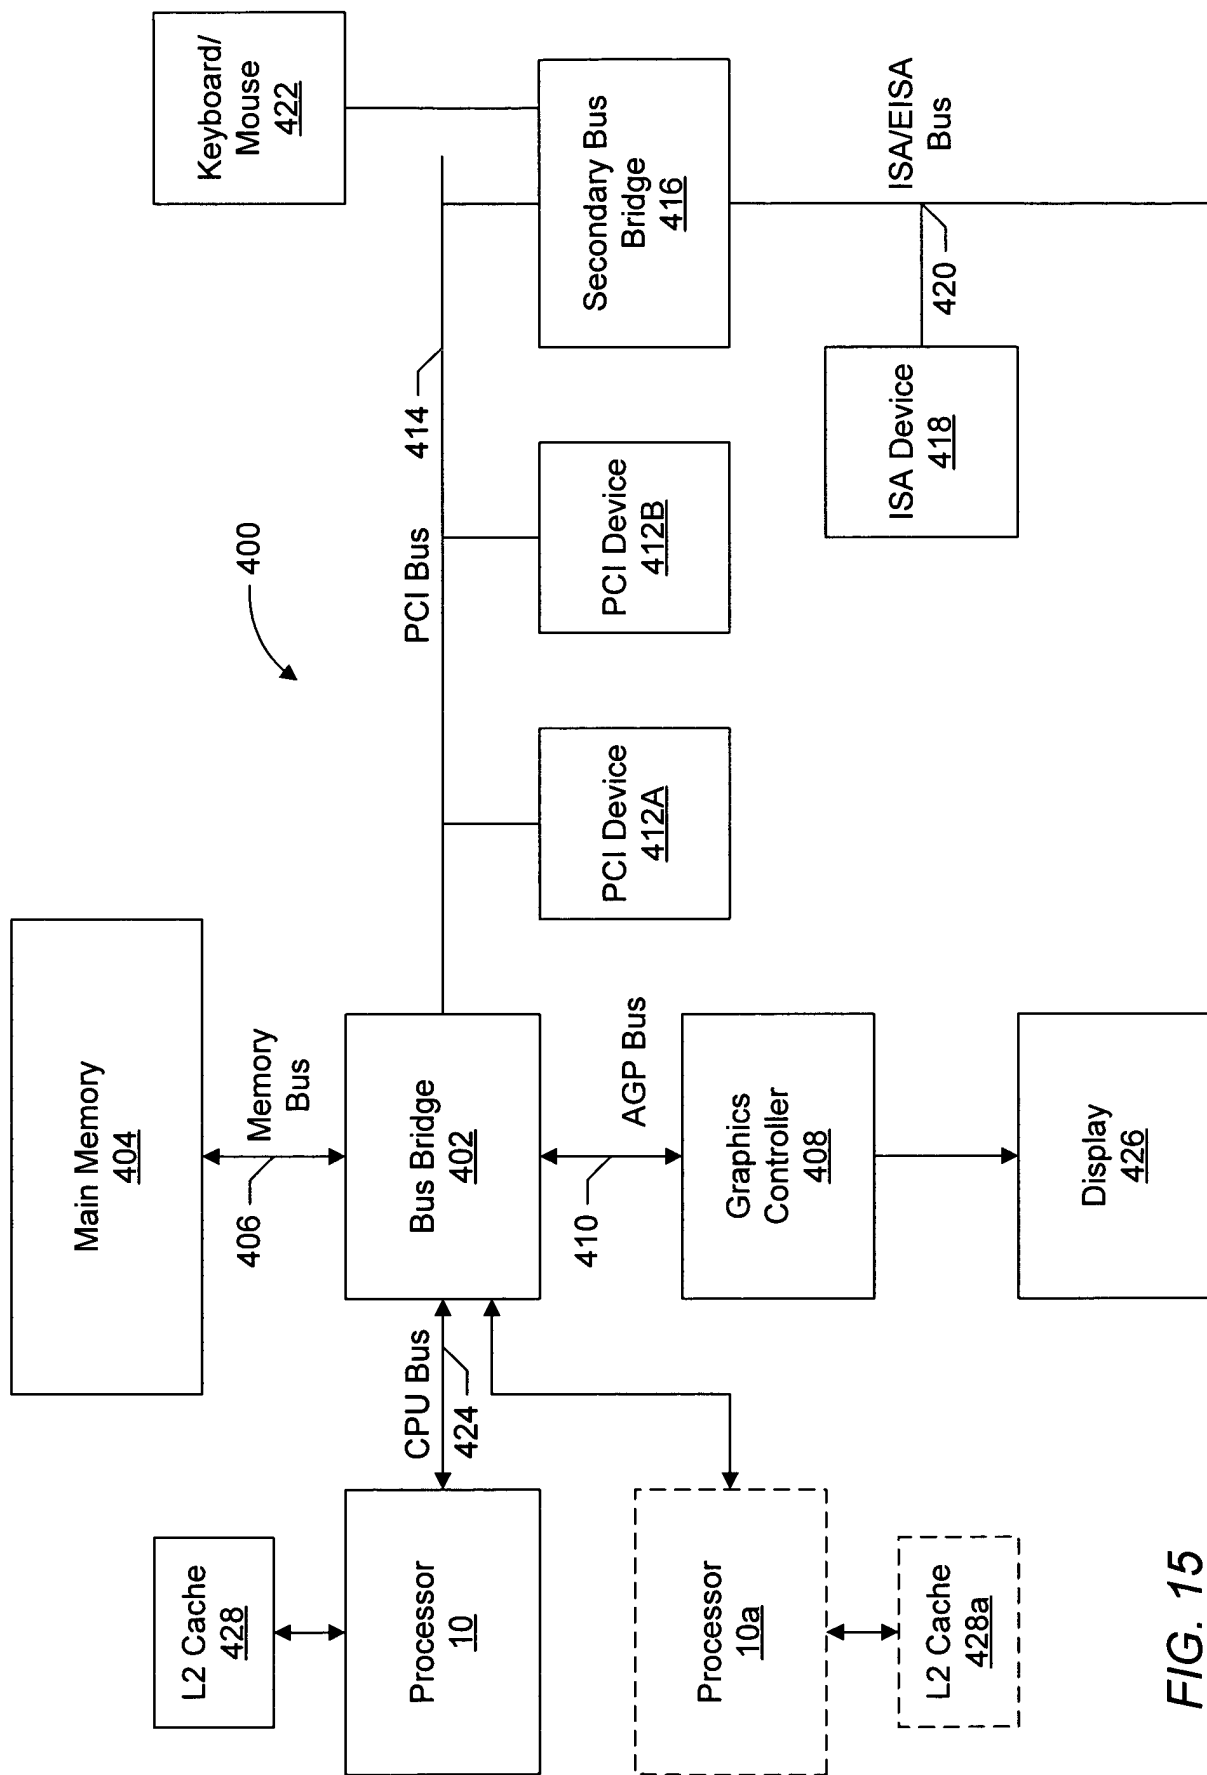 Main Memory
404
Keyboard/
Mouse
422
400
L2 Cache
428
406
Memory
Bus
CPU Bus
424
PCI Bus
414
Processor
10
Bus Bridge
402
Secondary Bus
Bridge
416
PCI Device
412A
PCI Device
412B
410
AGP Bus
Processor
10a
Graphics
Controller
408
ISA/EISA
Bus
420
ISA Device
418
L2 Cache
428a
Display
426
FIG. 15